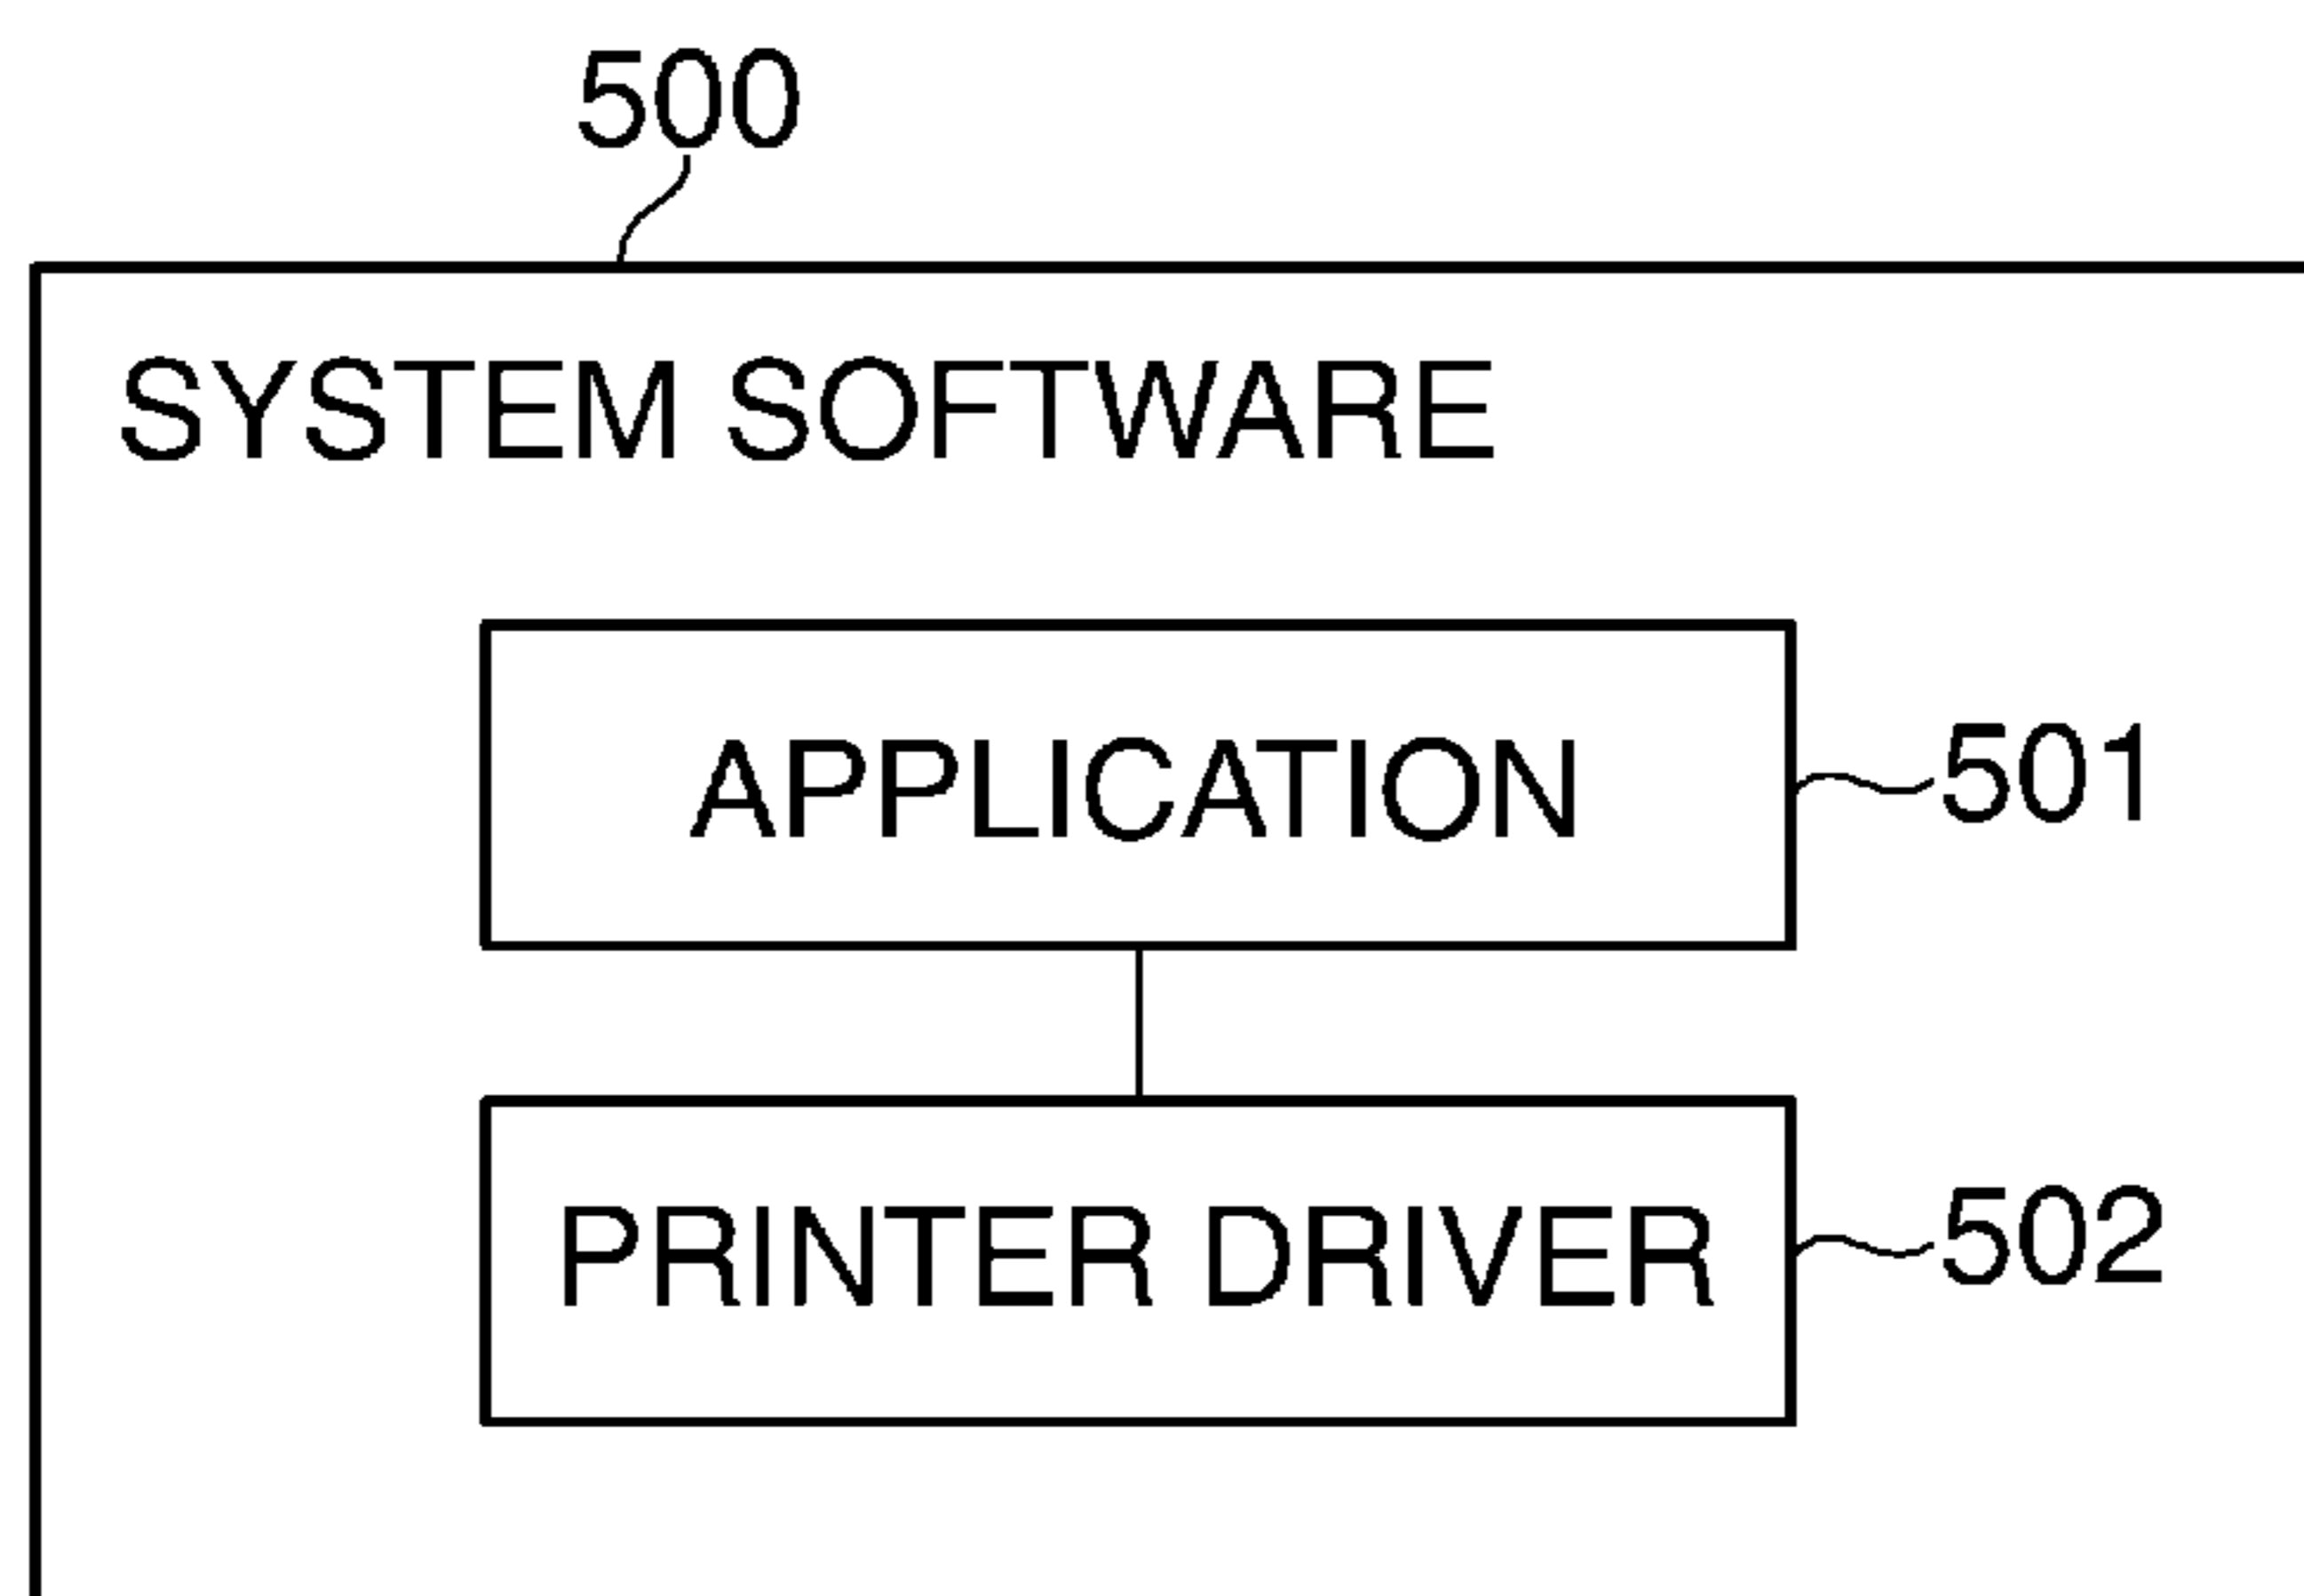 500
SYSTEM SOFTWARE
APPLICATION
501
PRINTER DRIVER
502